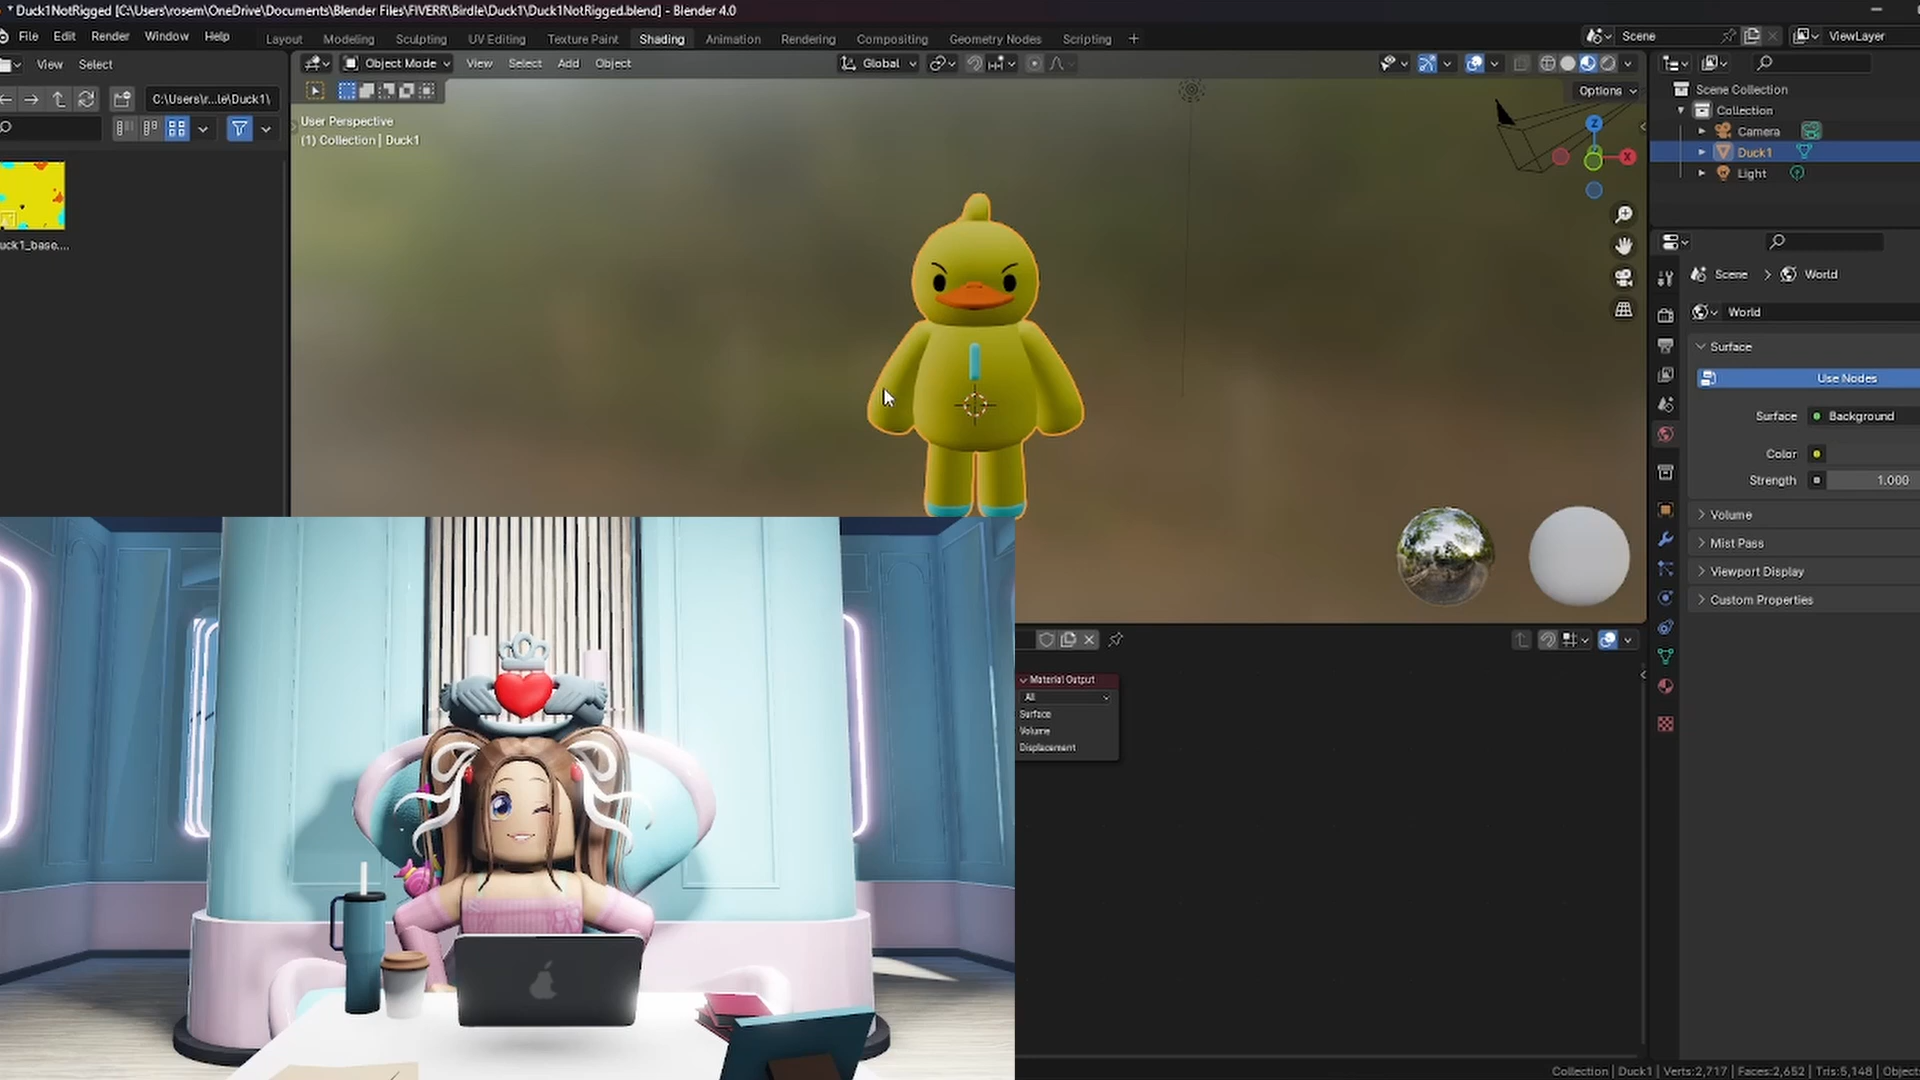 * Duck1NotRigged [C:\Users\rosem\OneDrive\Documents\Blender Files\FIVERR\Birdle\Duck1\Duck1NotRigged.blend] - Blender 4.0
File Edit Render Window Help Layout Modeling Sculpting UV Editing Texture Paint Shading Animation Rendering Compositing Geometry Nodes Scripting + Scene ViewLayer
View Select Object Mode View Select Add Object Global
C:\Users\r...le\Duck1\ Options
User Perspective
(1) Collection | Duck1
uck1_base....
Scene Collection
Collection
Camera
Duck1
Light
Z
X
Scene > World
World
Surface
Use Nodes
Surface Background
Color
Strength 1.000
Volume
Mist Pass
Viewport Display
Custom Properties
Material Output
All
Surface
Volume
Displacement
Collection | Duck1 | Verts:2,717 | Faces:2,652 | Tris:5,148 | Object